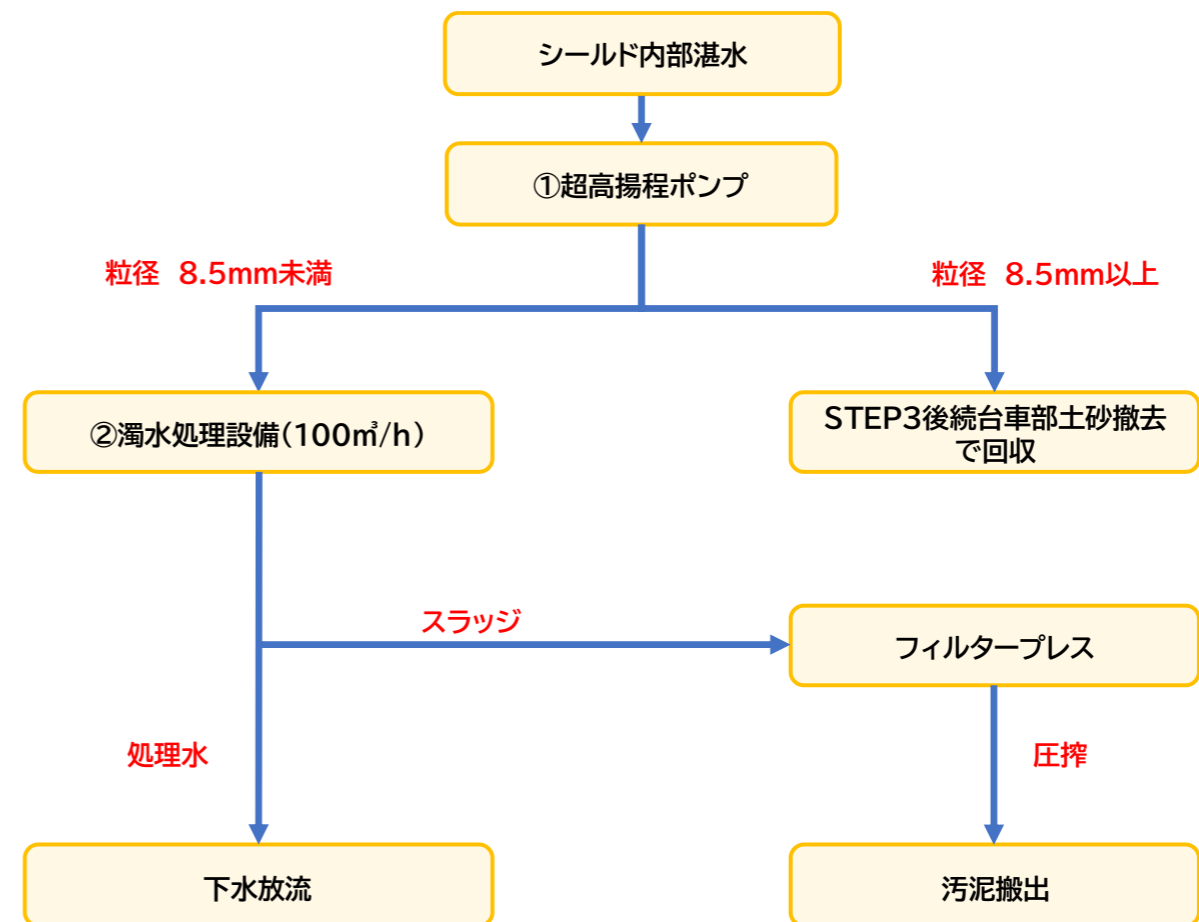 シールド内部湛水
①超高揚程ポンプ
粒径 8.5mm未満
粒径 8.5mm以上
②濁水処理設備(100㎥/h)
STEP3後続台車部土砂撤去
で回収
スラッジ
フィルタープレス
処理水
圧搾
下水放流
汚泥搬出